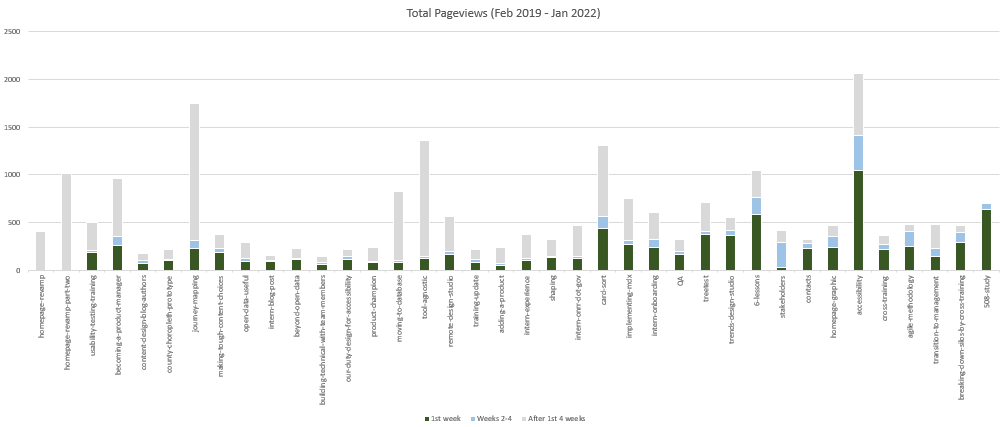 Total Pageviews (Feb 2019 - Jan 2022)
2500
2000
1500
1000
500
0
homepage-revamp
homepage-revamp-part-two
usability-testing-training
becoming-a-product-manager
content-design-blog-authors
county-choropleth-prototype
journey-mapping
making-tough-content-choices
open-data-useful
intern-blog-post
beyond-open-data
building-technical-with-team-members
our-duty-design-for-accessibility
product-champion
moving-to-database
tool-agnostic
remote-design-studio
training-update
adding-a-product
intern-experience
shaping
intern-onrr-dot-gov
card-sort
implementing-mdx
intern-onboarding
QA
treetest
trends-design-studio
6-lessons
stakeholders
contacts
homepage-graphic
accessibility
cross-training
agile-methodology
transition-to-management
breaking-down-silos-by-cross-training
508-study
1st week
Weeks 2-4
After 1st 4 weeks